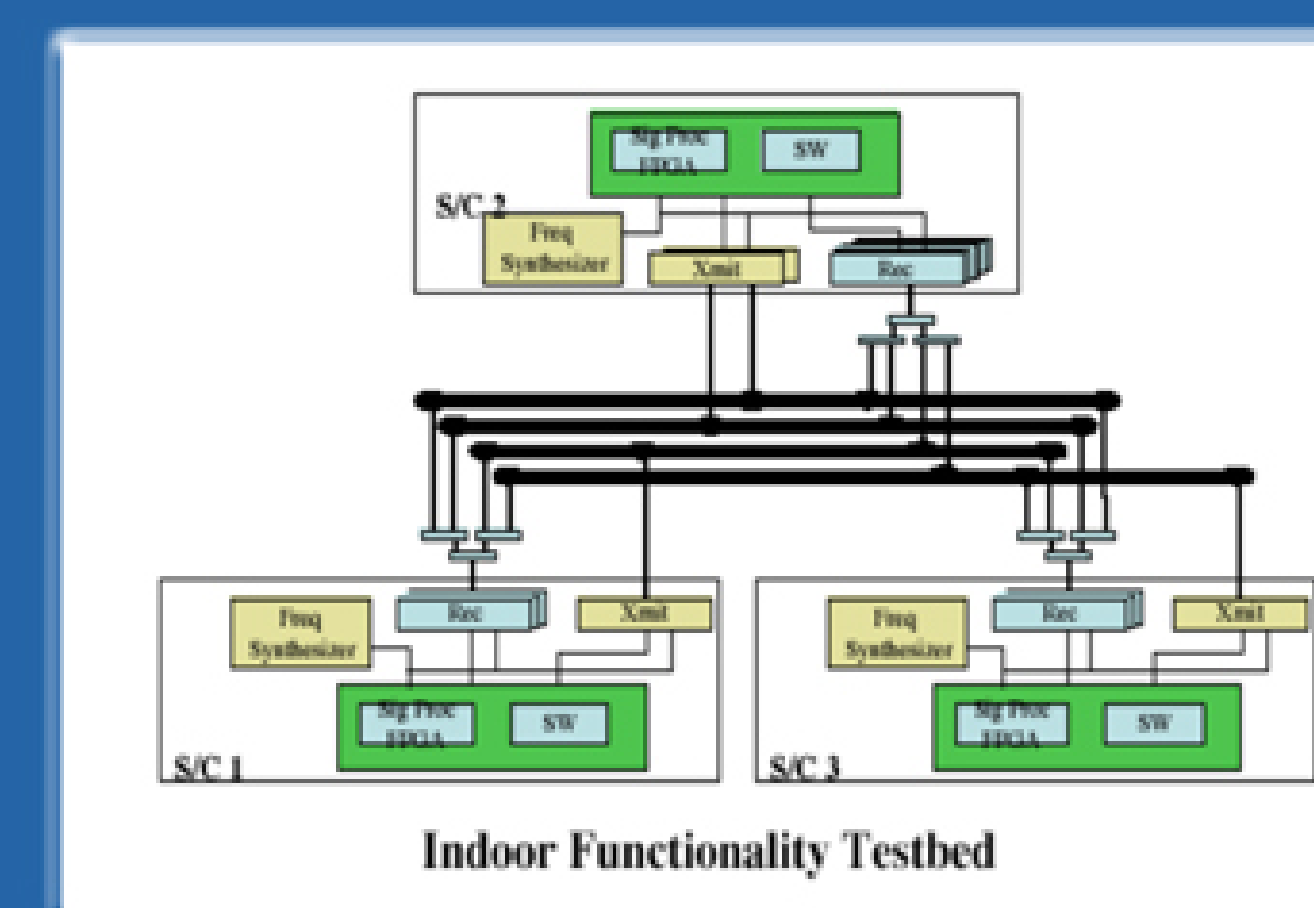 Sig Proc
FPGA
SW
S/C 2
Freq
Synthesizer
Xmit
Rec
Freq
Synthesizer
Rec
Xmit
Sig Proc
FPGA
SW
S/C 1
Freq
Synthesizer
Rec
Xmit
Sig Proc
FPGA
SW
S/C 3
Indoor Functionality Testbed